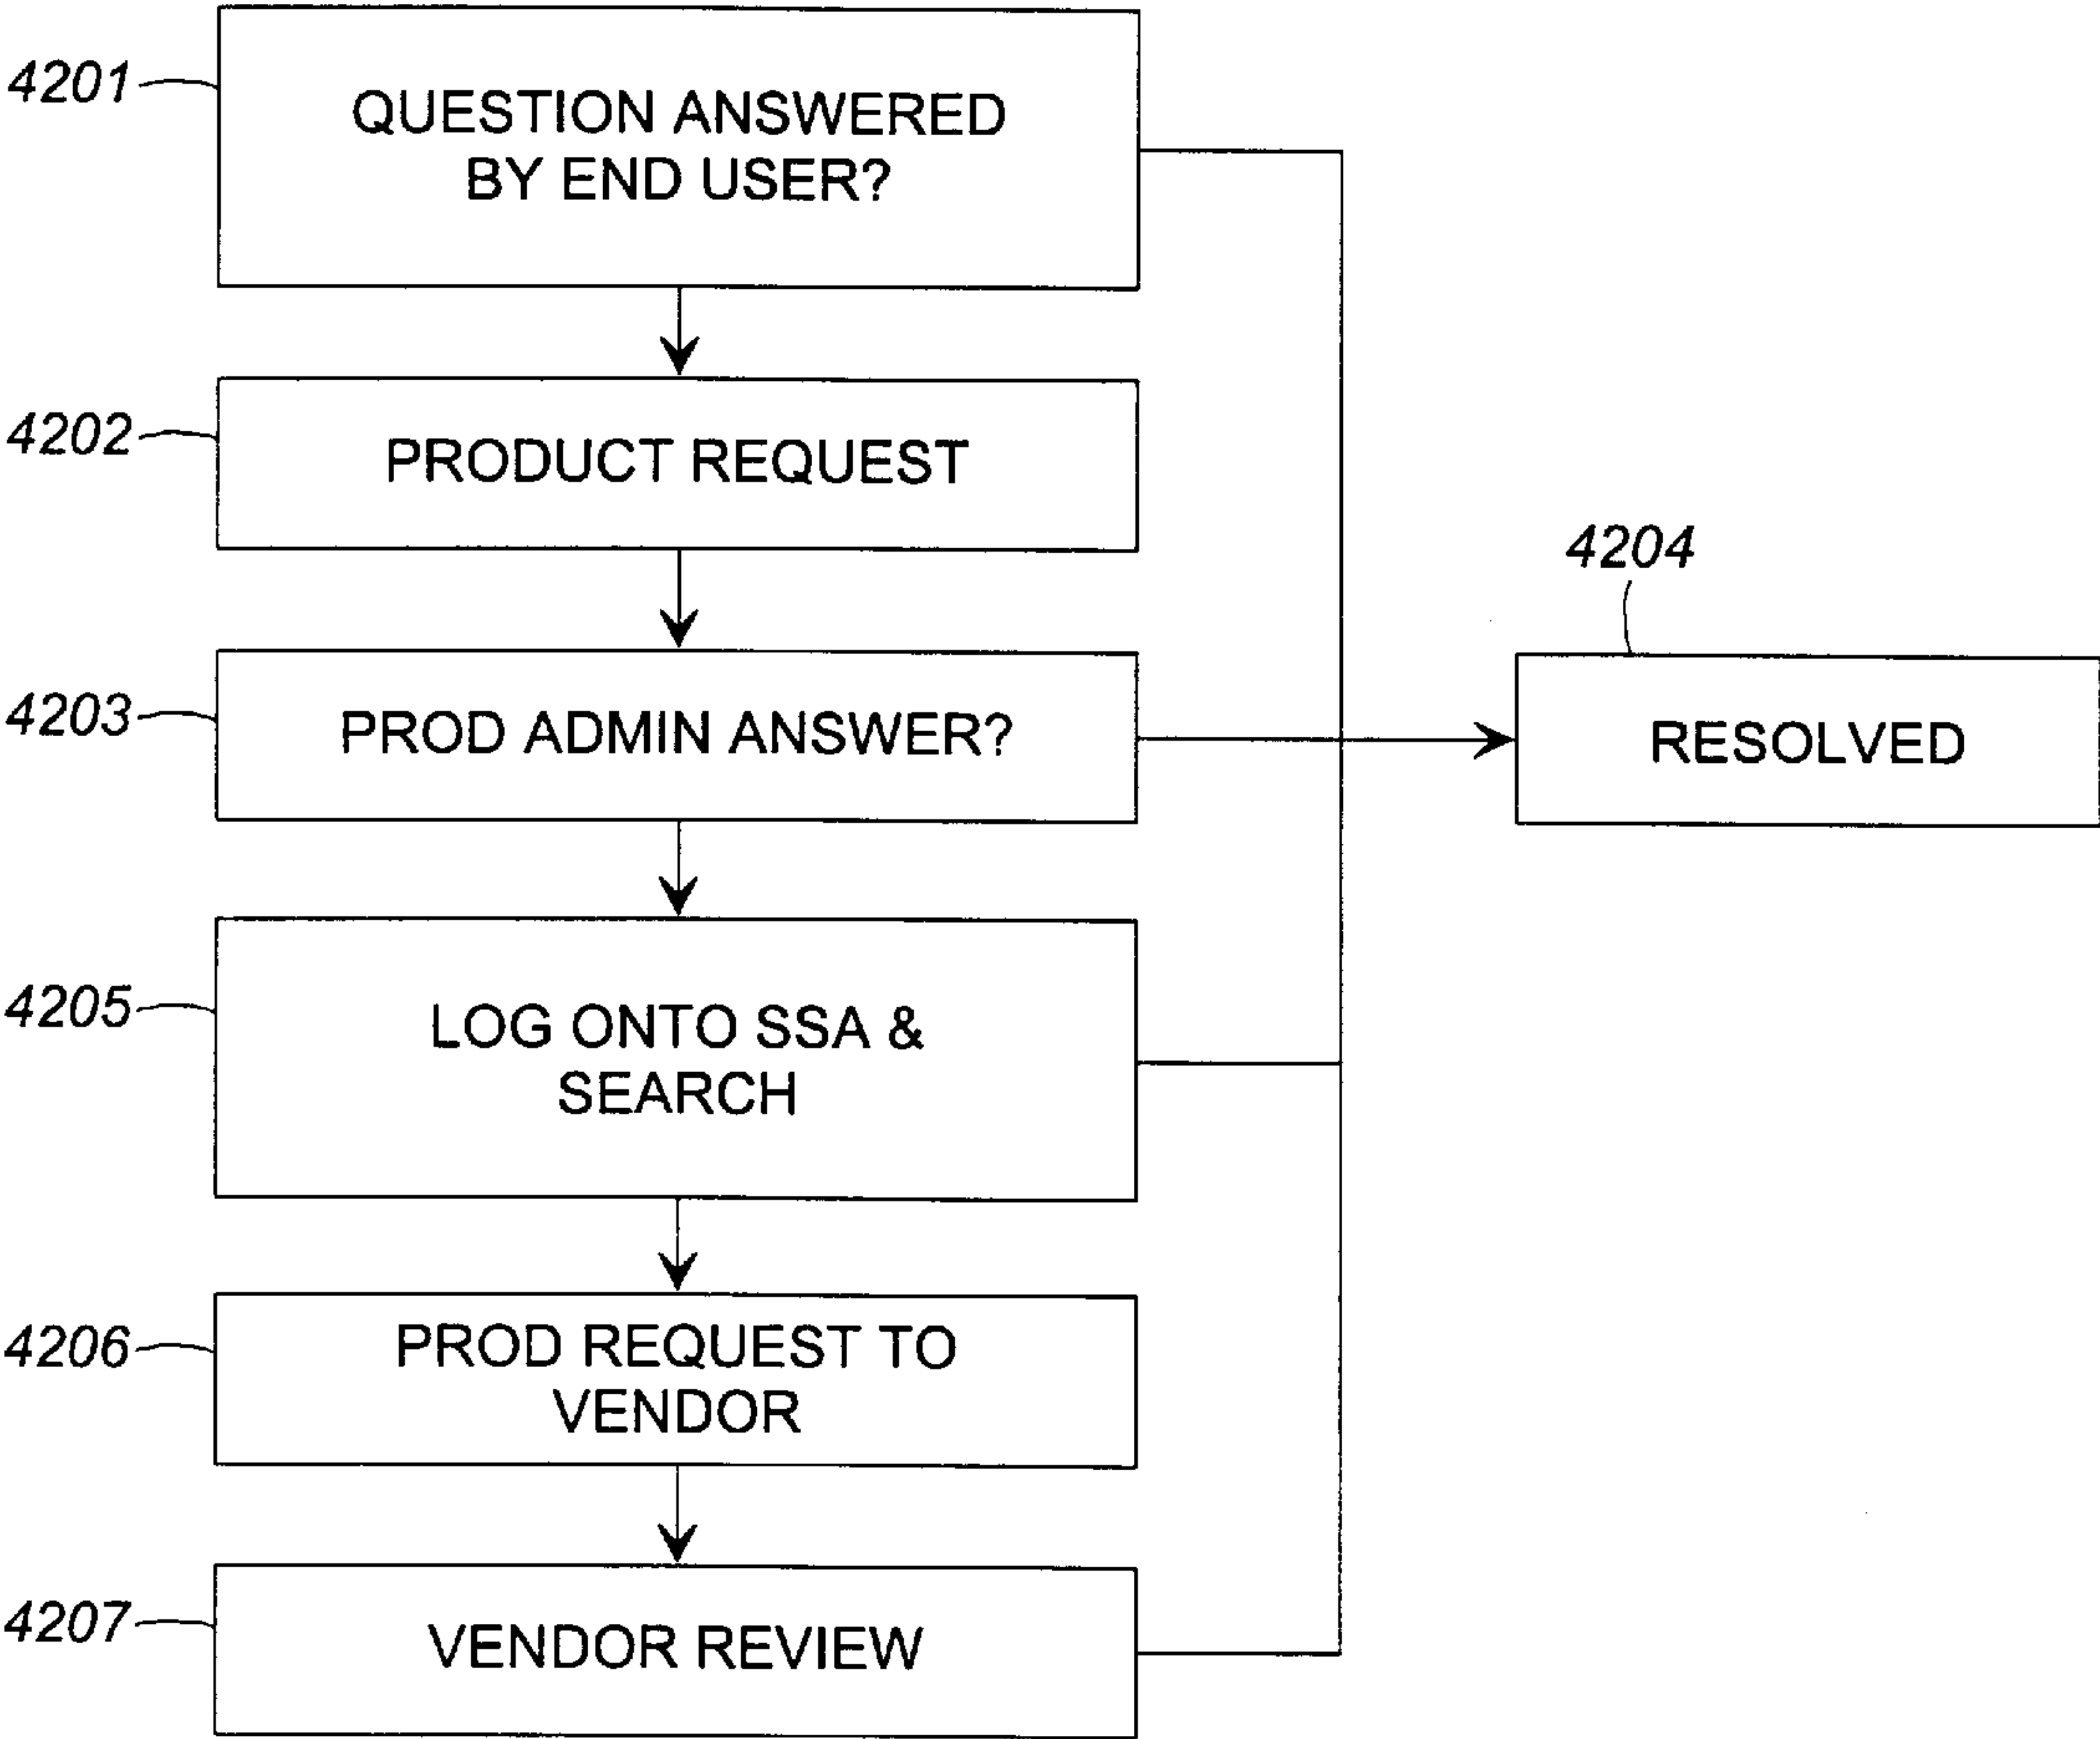 4201
QUESTION ANSWERED
BY END USER?
4202
PRODUCT REQUEST
4204
4203
PROD ADMIN ANSWER?
RESOLVED
4205
LOG ONTO SSA &
SEARCH
4206
PROD REQUEST TO
VENDOR
4207
VENDOR REVIEW